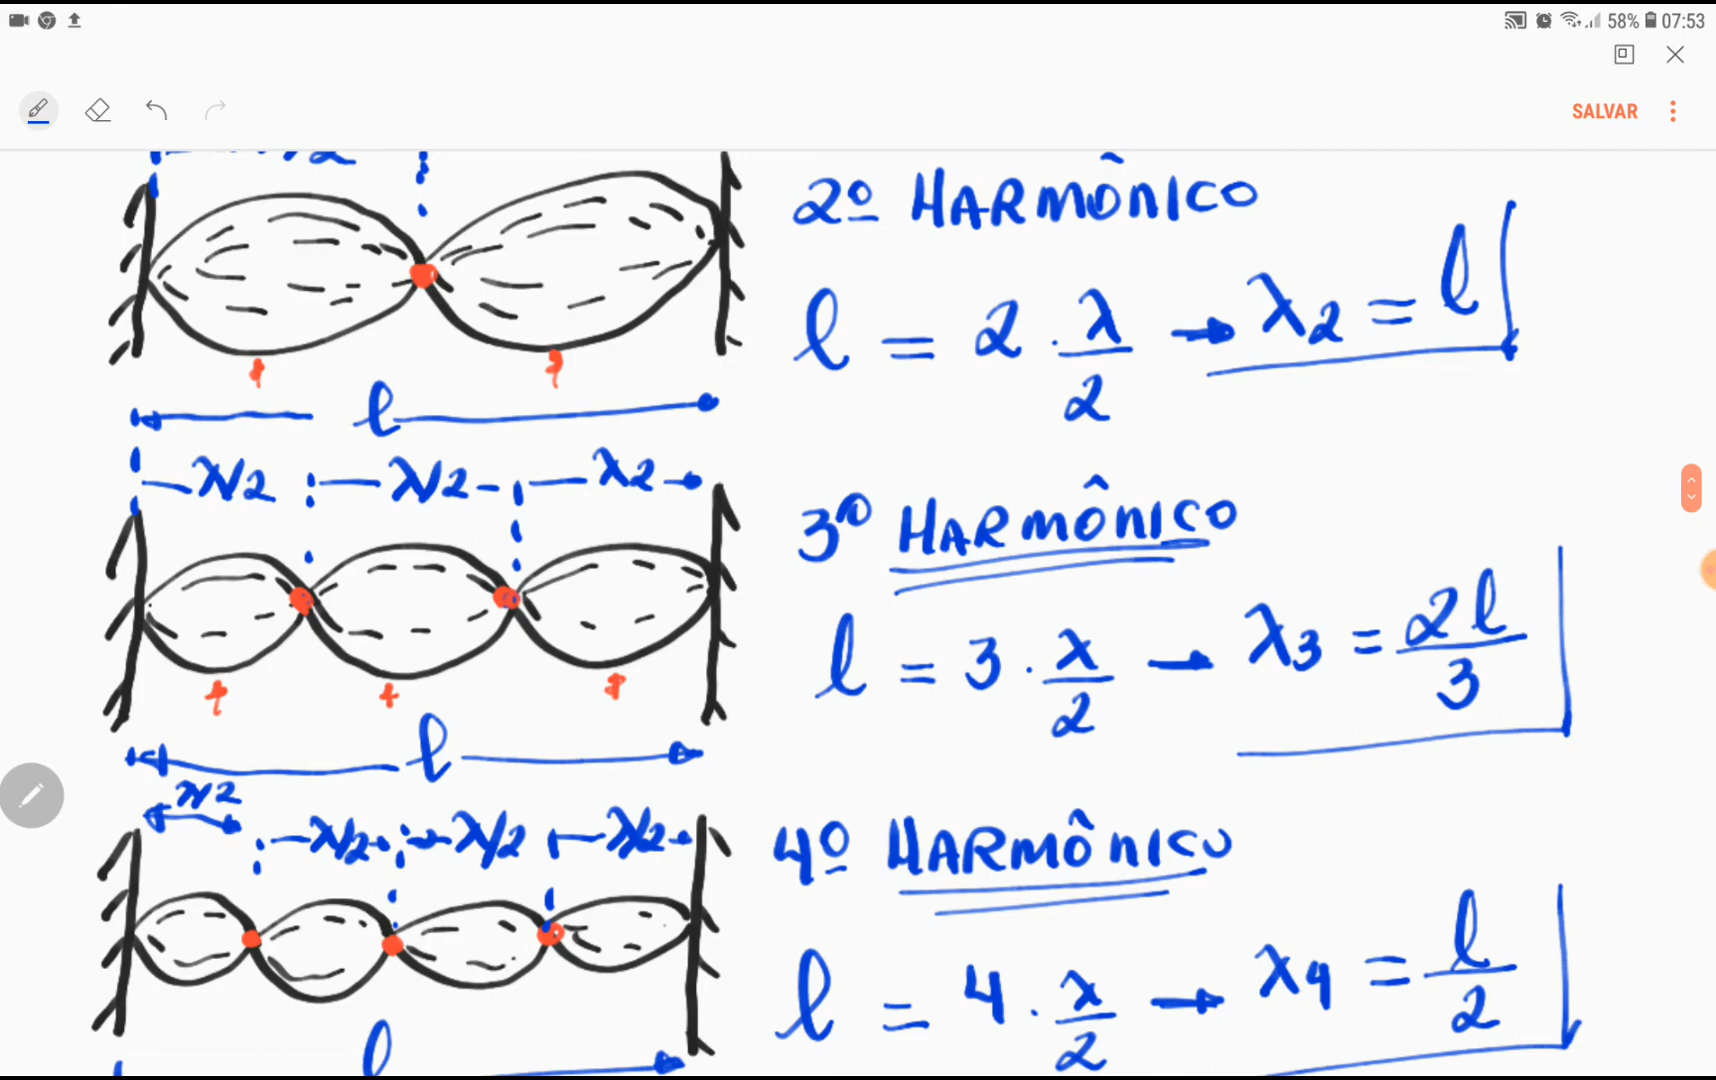 58% 07:53
SALVAR
2º HARMÔNICO
l = 2 · λ/2 → λ2 = l
l
λ/2 λ/2 λ2
3º HARMÔNICO
l = 3 · λ/2 → λ3 = 2l/3
l
λ/2 λ/2 λ/2 λ/2
4º HARMÔNICO
l = 4 · λ/2 → λ4 = l/2
l